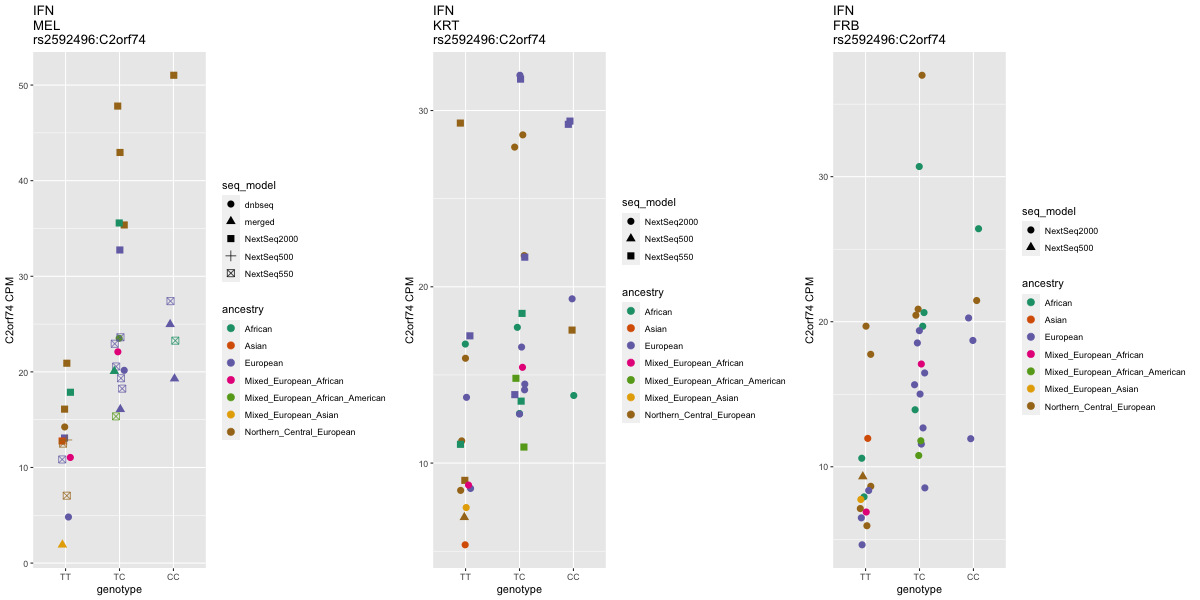 IFN
MEL
rs2592496:C2orf74
C2orf74 CPM
50
40
30
20
10
0
TT TC CC
genotype
seq_model
dnbseq
merged
NextSeq2000
NextSeq500
NextSeq550
ancestry
African
Asian
European
Mixed_European_African
Mixed_European_African_American
Mixed_European_Asian
Northern_Central_European
IFN
KRT
rs2592496:C2orf74
C2orf74 CPM
30
20
10
TT TC CC
genotype
seq_model
NextSeq2000
NextSeq500
NextSeq550
ancestry
African
Asian
European
Mixed_European_African
Mixed_European_African_American
Mixed_European_Asian
Northern_Central_European
IFN
FRB
rs2592496:C2orf74
C2orf74 CPM
30
20
10
TT TC CC
genotype
seq_model
NextSeq2000
NextSeq500
ancestry
African
Asian
European
Mixed_European_African
Mixed_European_African_American
Mixed_European_Asian
Northern_Central_European